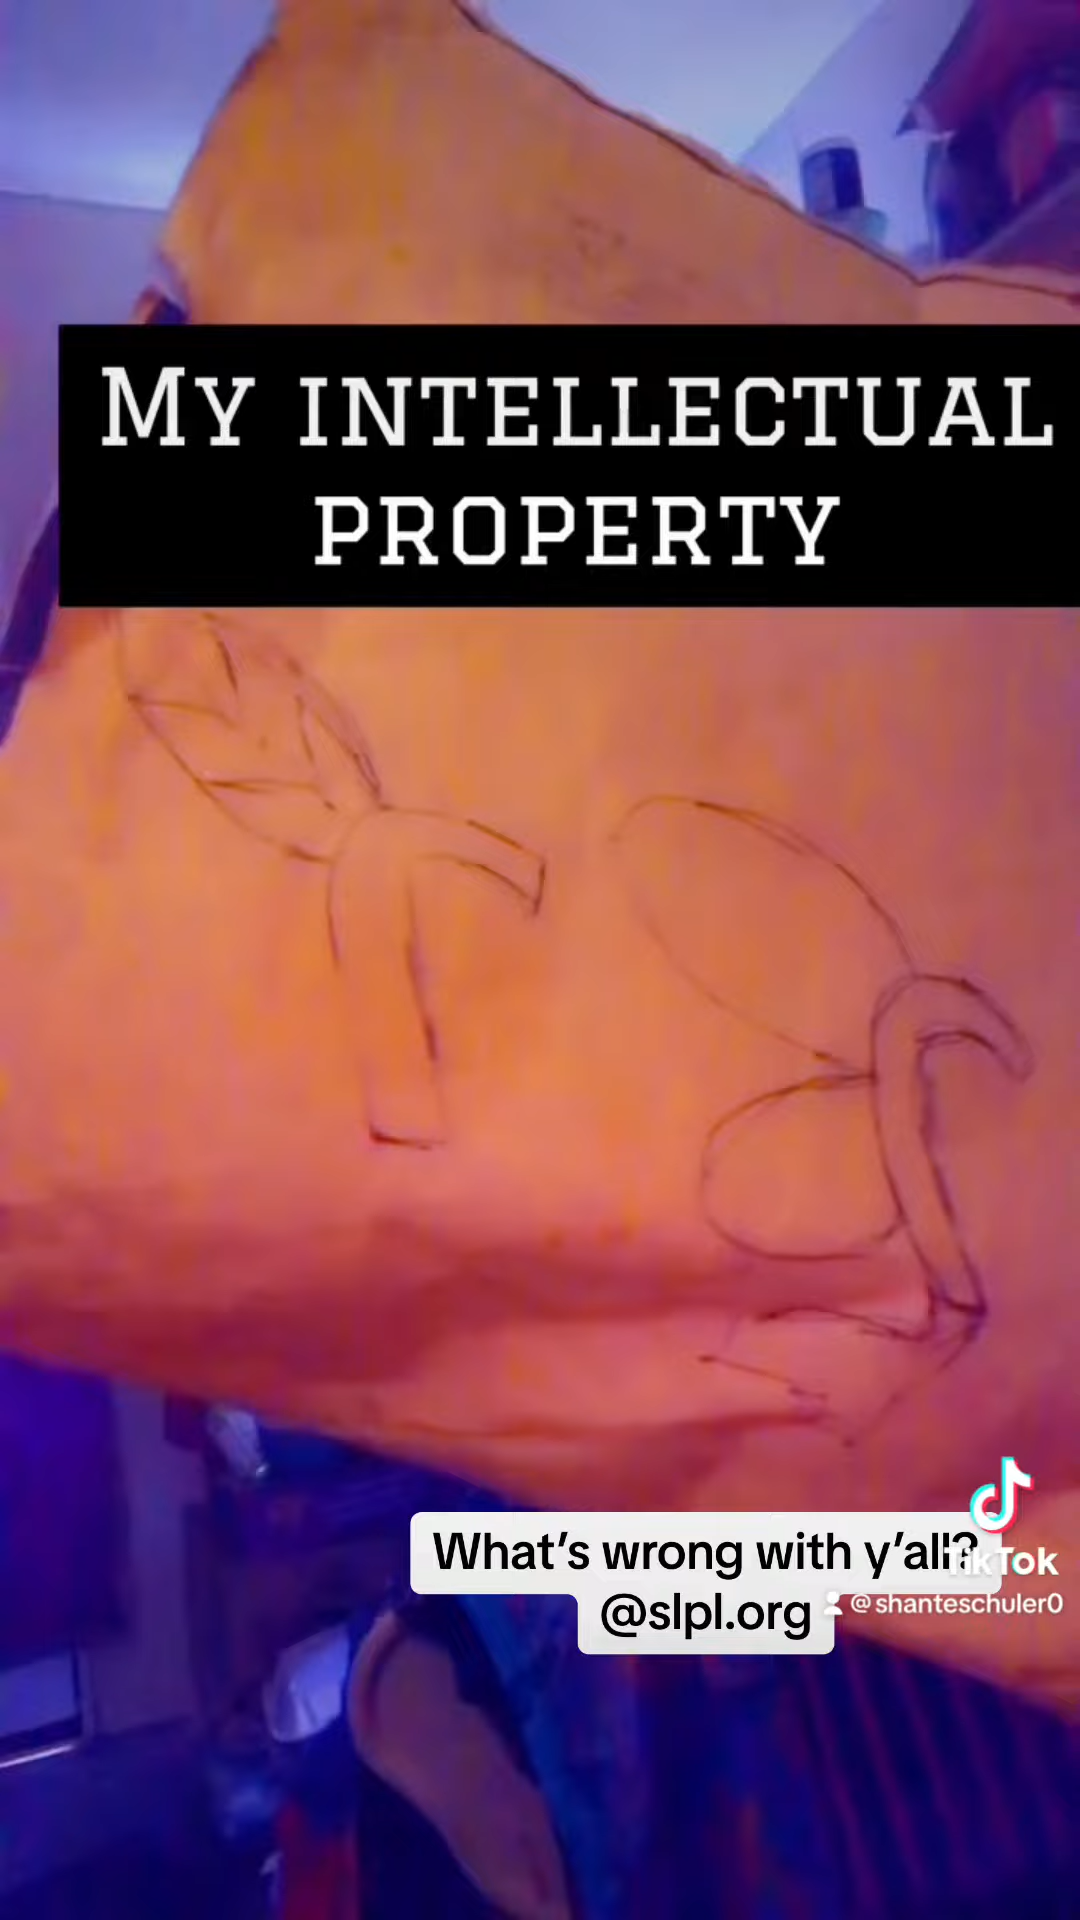 My intellectual
property
What's wrong with y'all?
@slpl.org
TikTok
@shanteschuler0